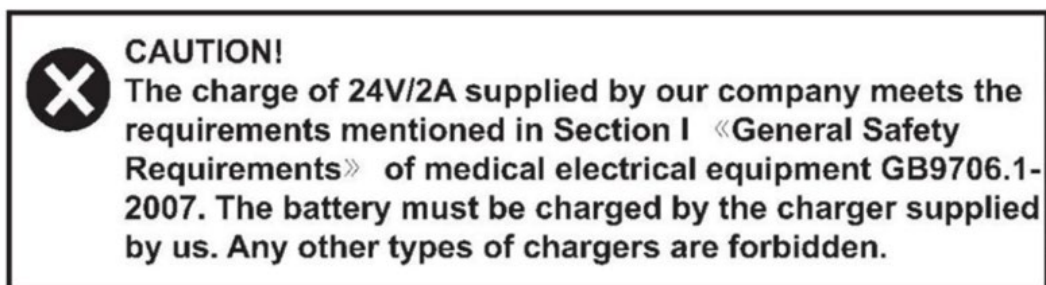 CAUTION!
The charge of 24V/2A supplied by our company meets the
requirements mentioned in Section I 《General Safety
Requirements》 of medical electrical equipment GB9706.1-
2007. The battery must be charged by the charger supplied
by us. Any other types of chargers are forbidden.